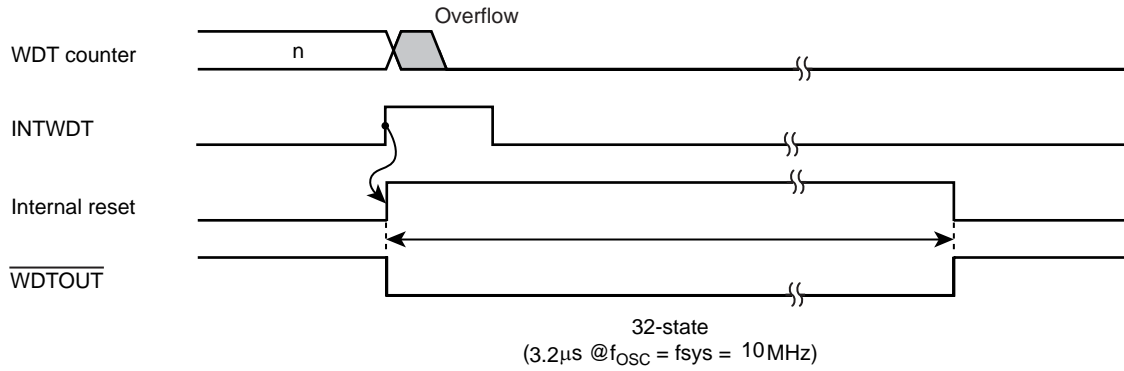 Overflow
WDT counter
n
INTWDT
Internal reset
WDTOUT
32-state
(3.2μs @fOSC = fsys = 10MHz)